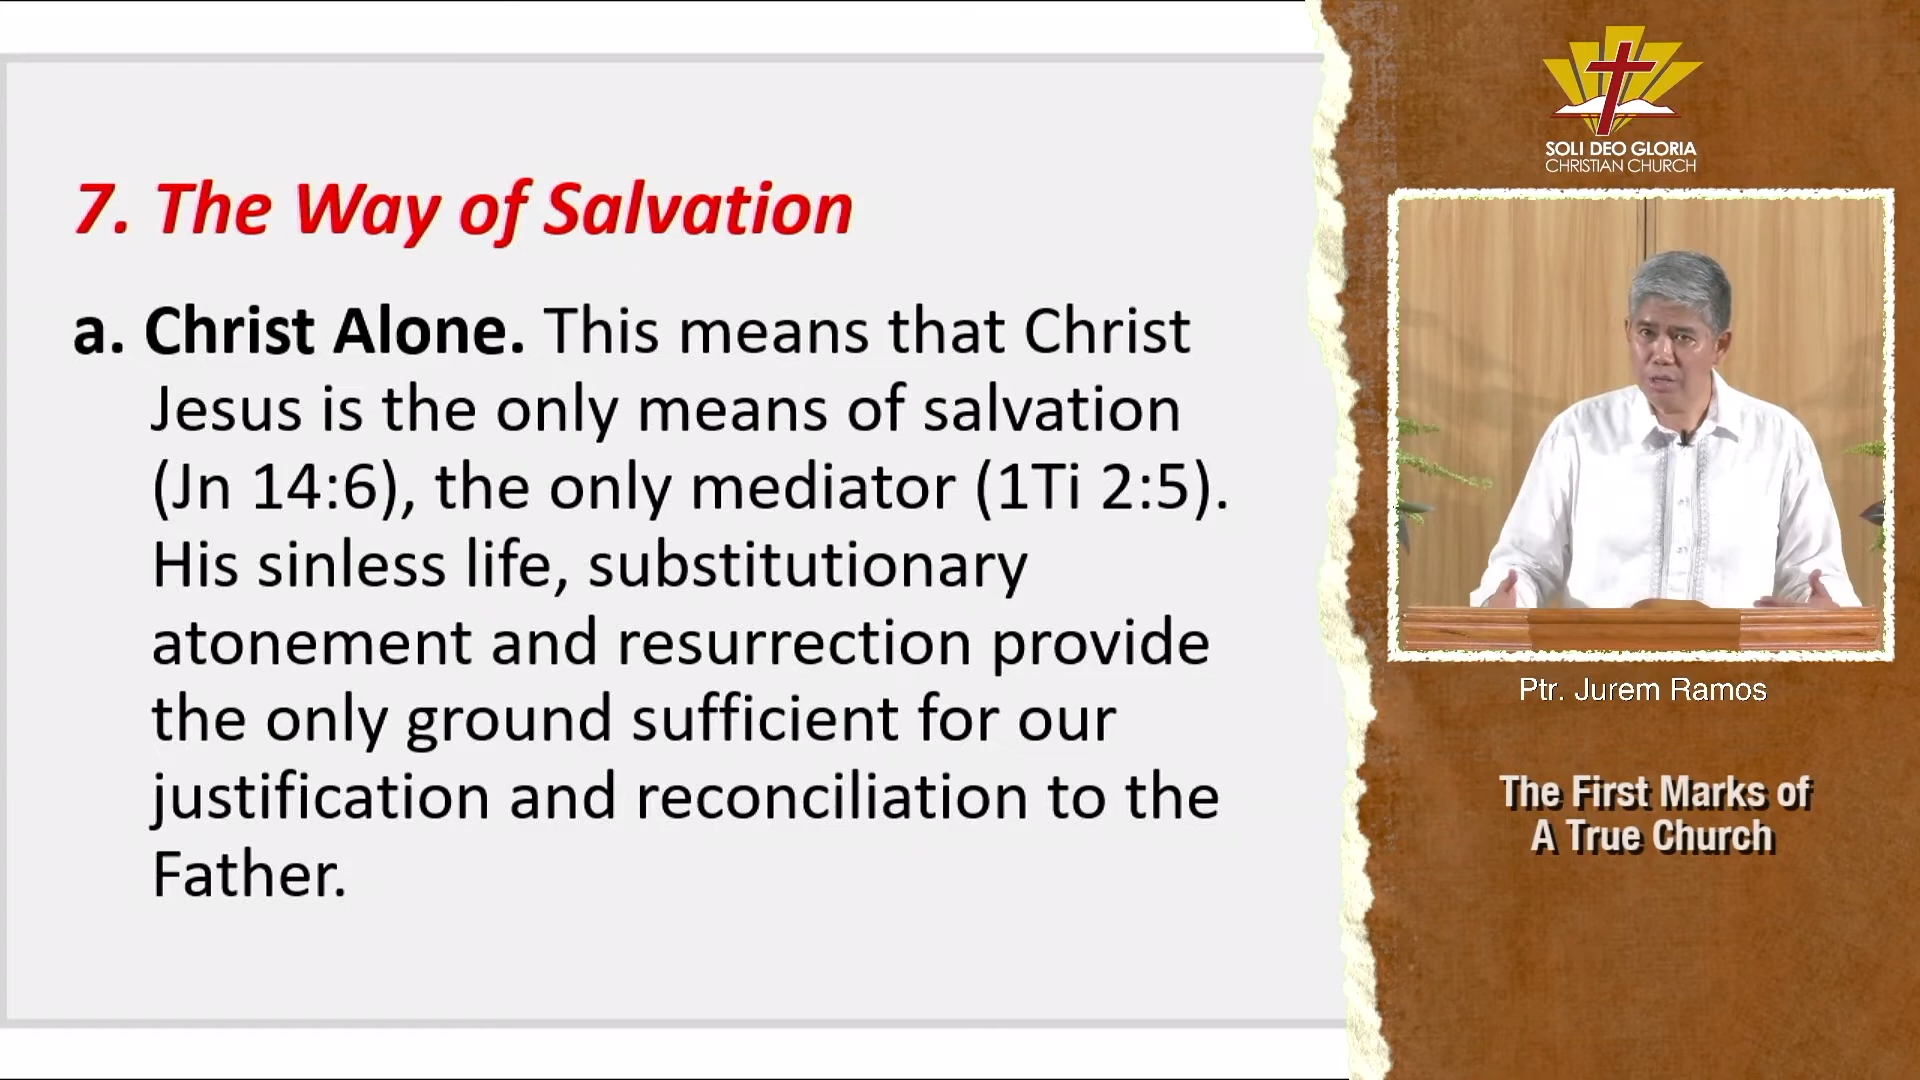 7. The Way of Salvation
a. Christ Alone. This means that Christ
Jesus is the only means of salvation
(Jn 14:6), the only mediator (1Ti 2:5).
His sinless life, substitutionary
atonement and resurrection provide
the only ground sufficient for our
justification and reconciliation to the
Father.
SOLI DEO GLORIA
CHRISTIAN CHURCH
Ptr. Jurem Ramos
The First Marks of
A True Church